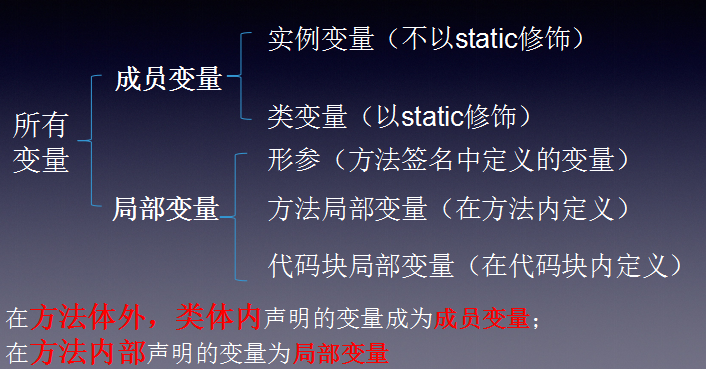 所有
变量
成员变量
实例变量（不以static修饰）
类变量（以static修饰）
局部变量
形参（方法签名中定义的变量）
方法局部变量（在方法内定义）
代码块局部变量（在代码块内定义）
在方法体外，类体内声明的变量成为成员变量；
在方法内部声明的变量为局部变量